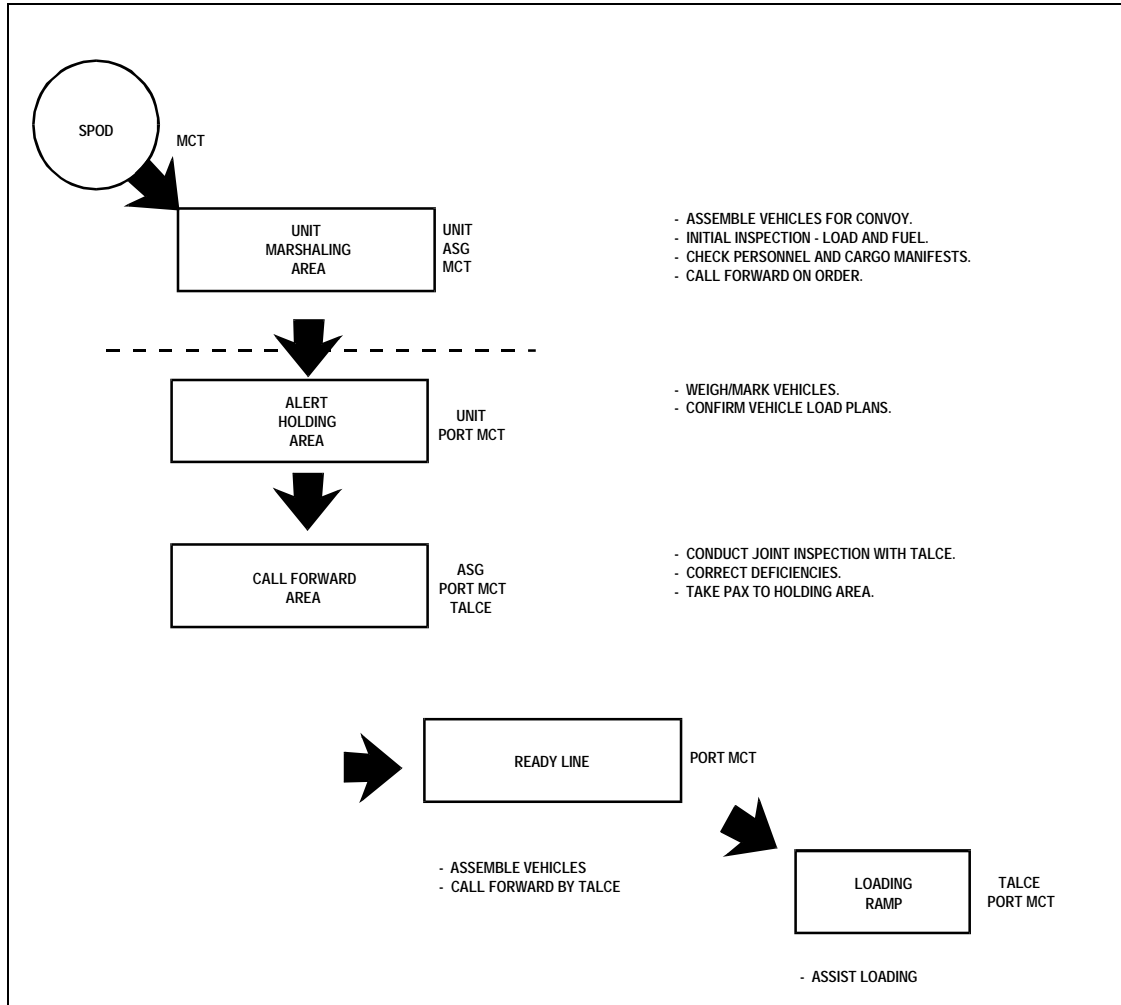 SPOD
MCT
UNIT
MARSHALING
AREA
UNIT
ASG
MCT
- ASSEMBLE VEHICLES FOR CONVOY.
- INITIAL INSPECTION - LOAD AND FUEL.
- CHECK PERSONNEL AND CARGO MANIFESTS.
- CALL FORWARD ON ORDER.
ALERT
HOLDING
AREA
UNIT
PORT MCT
- WEIGH/MARK VEHICLES.
- CONFIRM VEHICLE LOAD PLANS.
CALL FORWARD
AREA
ASG
PORT MCT
TALCE
- CONDUCT JOINT INSPECTION WITH TALCE.
- CORRECT DEFICIENCIES.
- TAKE PAX TO HOLDING AREA.
READY LINE
PORT MCT
- ASSEMBLE VEHICLES
- CALL FORWARD BY TALCE
LOADING
RAMP
TALCE
PORT MCT
- ASSIST LOADING